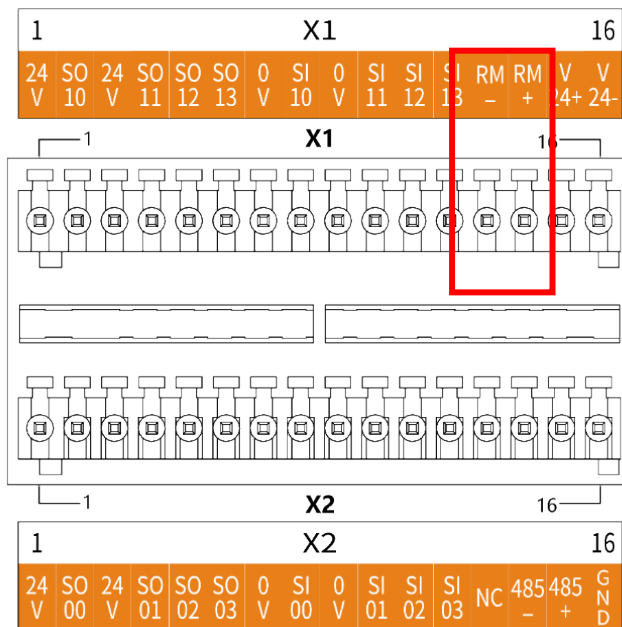 1 X1 16
24 SO 24 SO SO SO 0 SI 0 SI SI SI RM RM V V
V 10 V 11 12 13 V 10 V 11 12 13 – + 24+ 24-
1 X1 16
1 X2 16
1 X2 16
24 SO 24 SO SO SO 0 SI 0 SI SI SI NC 485 485 GND
V 00 V 01 02 03 V 00 V 01 02 03 – +